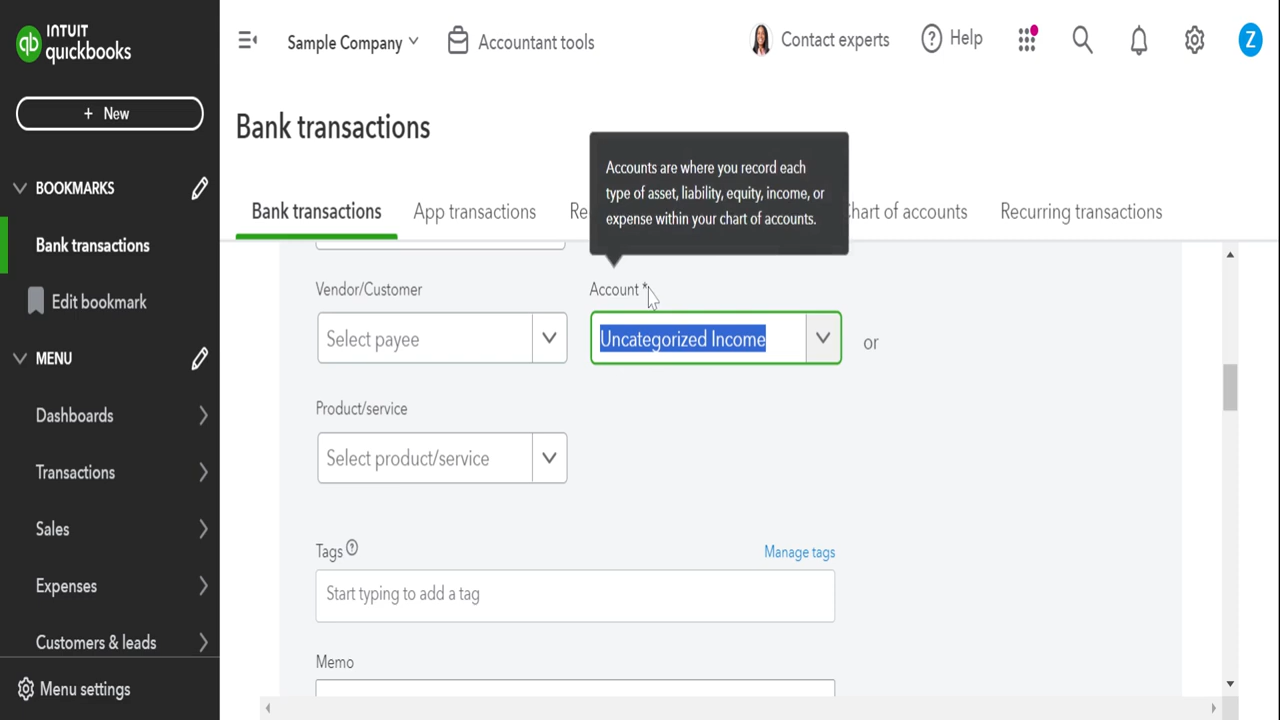 INTUIT
quickbooks
qb
Sample Company
Accountant tools
Contact experts
Help
Z
+ New
BOOKMARKS
Bank transactions
Edit bookmark
MENU
Dashboards
Transactions
Sales
Expenses
Customers & leads
Menu settings
Bank transactions
Bank transactions
App transactions
Chart of accounts
Recurring transactions
Accounts are where you record each
type of asset, liability, equity, income, or
expense within your chart of accounts.
Vendor/Customer
Account *
Select payee
Uncategorized Income
or
Product/service
Select product/service
Tags
Manage tags
Start typing to add a tag
Memo